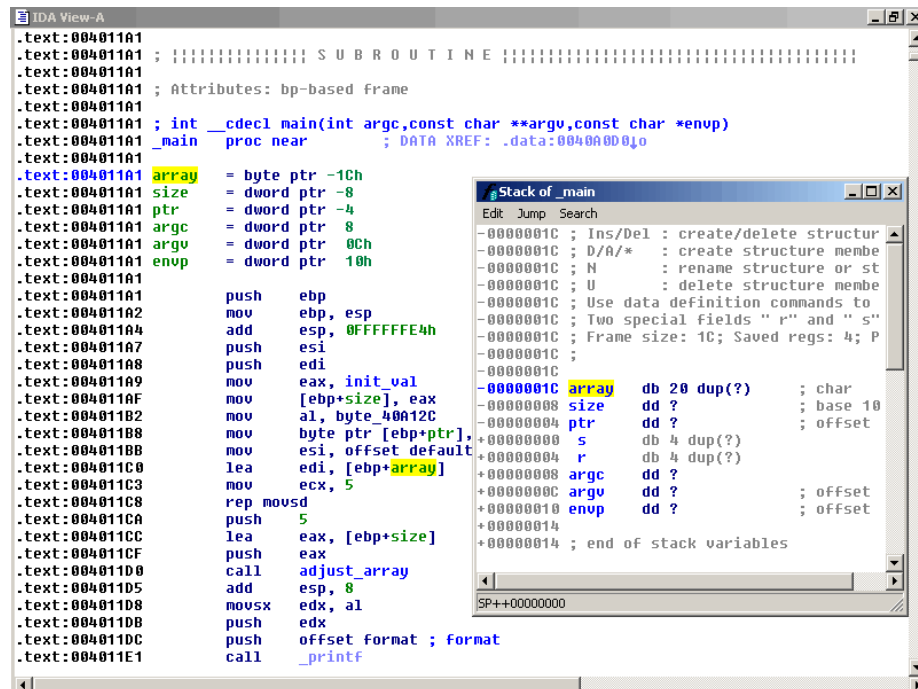 IDA View-A
.text:004011A1
.text:004011A1 ; ¦¦¦¦¦¦¦¦¦¦¦¦¦¦¦ S U B R O U T I N E ¦¦¦¦¦¦¦¦¦¦¦¦¦¦¦¦¦¦¦¦¦¦¦¦¦¦¦¦¦¦¦¦¦¦¦¦¦¦¦
.text:004011A1
.text:004011A1 ; Attributes: bp-based frame
.text:004011A1
.text:004011A1 ; int __cdecl main(int argc,const char **argv,const char *envp)
.text:004011A1 _main proc near ; DATA XREF: .data:0040A0D0↓o
.text:004011A1
.text:004011A1 array = byte ptr -1Ch
.text:004011A1 size = dword ptr -8
.text:004011A1 ptr = dword ptr -4
.text:004011A1 argc = dword ptr 8
.text:004011A1 argv = dword ptr 0Ch
.text:004011A1 envp = dword ptr 10h
.text:004011A1
.text:004011A1 push ebp
.text:004011A2 mov ebp, esp
.text:004011A4 add esp, 0FFFFFFE4h
.text:004011A7 push esi
.text:004011A8 push edi
.text:004011A9 mov eax, init_val
.text:004011AF mov [ebp+size], eax
.text:004011B2 mov al, byte_40A12C
.text:004011B8 mov byte ptr [ebp+ptr],
.text:004011BB mov esi, offset default
.text:004011C0 lea edi, [ebp+array]
.text:004011C3 mov ecx, 5
.text:004011C8 rep movsd
.text:004011CA push 5
.text:004011CC lea eax, [ebp+size]
.text:004011CF push eax
.text:004011D0 call adjust_array
.text:004011D5 add esp, 8
.text:004011D8 movsx edx, al
.text:004011DB push edx
.text:004011DC push offset format ; format
.text:004011E1 call _printf
Stack of _main
Edit Jump Search
-0000001C ; Ins/Del : create/delete structur
-0000001C ; D/A/* : create structure membe
-0000001C ; N : rename structure or st
-0000001C ; U : delete structure membe
-0000001C ; Use data definition commands to
-0000001C ; Two special fields " r" and " s"
-0000001C ; Frame size: 1C; Saved regs: 4; P
-0000001C ;
-0000001C
-0000001C array db 20 dup(?) ; char
-00000008 size dd ? ; base 10
-00000004 ptr dd ? ; offset
+00000000 s db 4 dup(?)
+00000004 r db 4 dup(?)
+00000008 argc dd ?
+0000000C argv dd ? ; offset
+00000010 envp dd ? ; offset
+00000014
+00000014 ; end of stack variables
SP++00000000